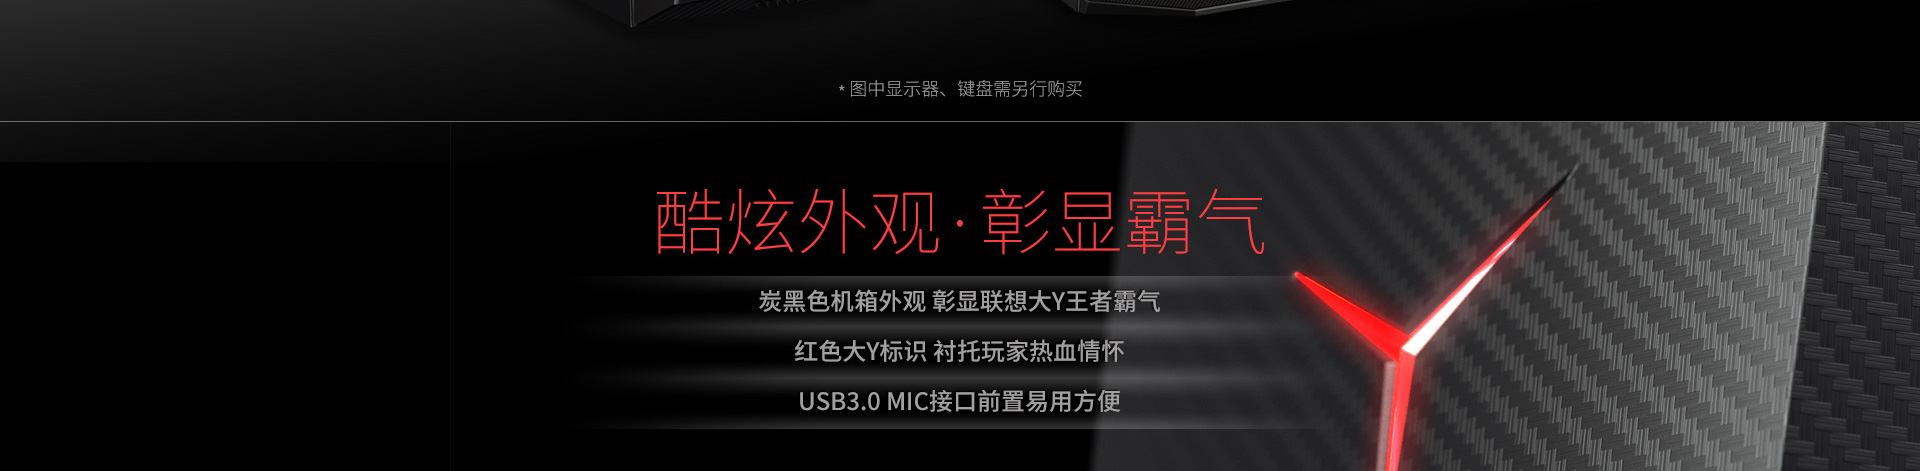 * 图中显示器、键盘需另行购买
酷炫外观·彰显霸气
炭黑色机箱外观 彰显联想大Y王者霸气
红色大Y标识 衬托玩家热血情怀
USB3.0 MIC接口前置易用方便